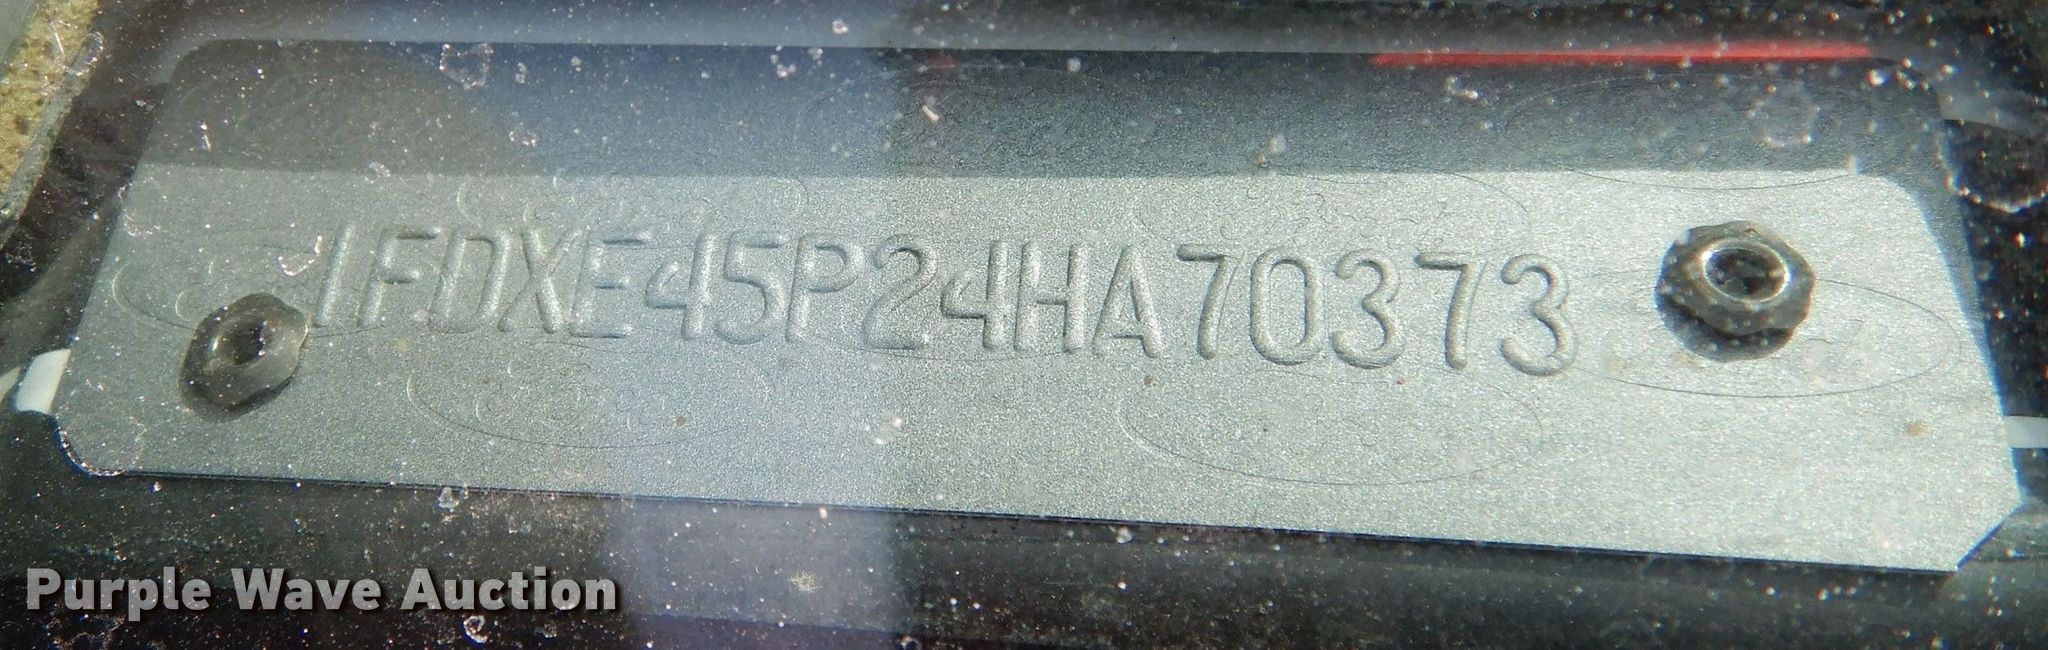 1FDXE45P24HA70373
Purple Wave Auction